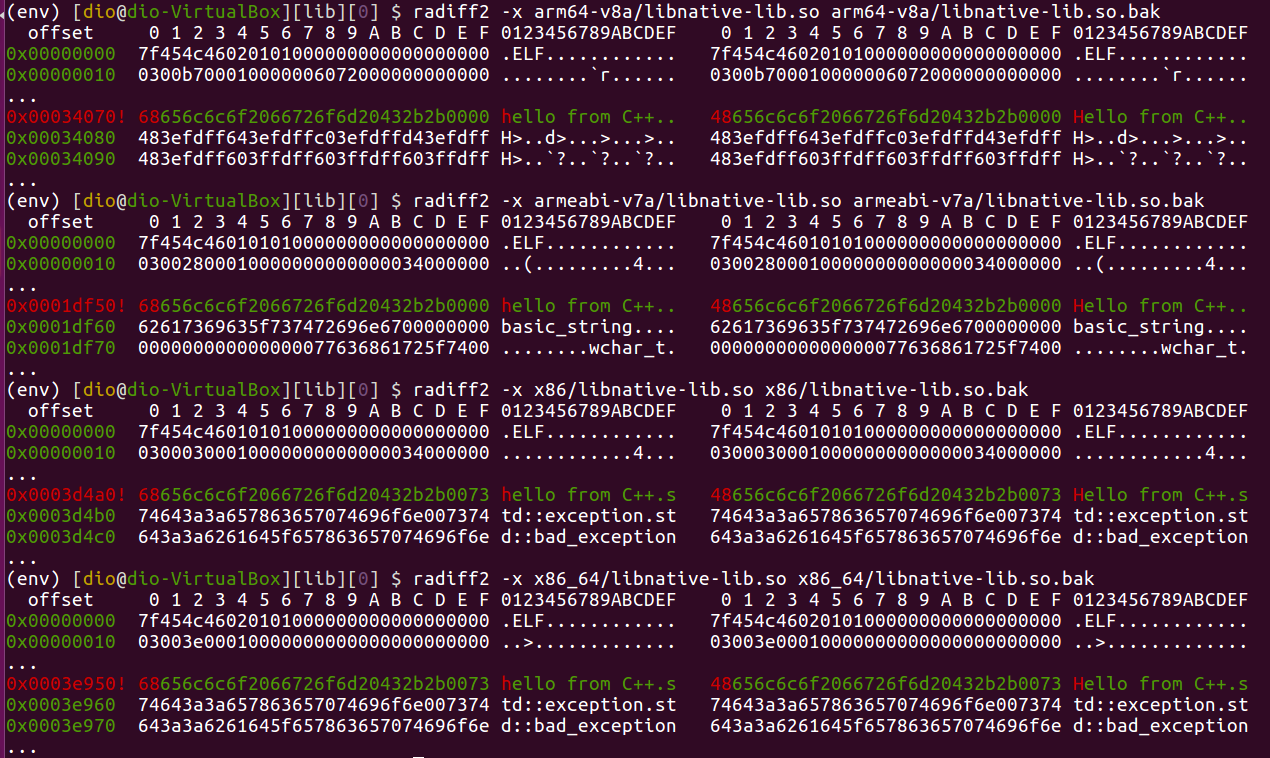 (env) [dio@dio-VirtualBox][lib][0] $ radiff2 -x arm64-v8a/libnative-lib.so arm64-v8a/libnative-lib.so.bak
offset 0 1 2 3 4 5 6 7 8 9 A B C D E F 0123456789ABCDEF 0 1 2 3 4 5 6 7 8 9 A B C D E F 0123456789ABCDEF
0x00000000 7f454c46020101000000000000000000 .ELF............ 7f454c46020101000000000000000000 .ELF............
0x00000010 0300b700010000006072000000000000 ........`r...... 0300b700010000006072000000000000 ........`r......
...
0x00034070! 68656c6c6f2066726f6d20432b2b0000 hello from C++.. 48656c6c6f2066726f6d20432b2b0000 Hello from C++..
0x00034080 483efdff643efdffc03efdffd43efdff H>..d>...>...>.. 483efdff643efdffc03efdffd43efdff H>..d>...>...>..
0x00034090 483efdff603ffdff603ffdff603ffdff H>..`?..`?..`?.. 483efdff603ffdff603ffdff603ffdff H>..`?..`?..`?..
...
(env) [dio@dio-VirtualBox][lib][0] $ radiff2 -x armeabi-v7a/libnative-lib.so armeabi-v7a/libnative-lib.so.bak
offset 0 1 2 3 4 5 6 7 8 9 A B C D E F 0123456789ABCDEF 0 1 2 3 4 5 6 7 8 9 A B C D E F 0123456789ABCDEF
0x00000000 7f454c46010101000000000000000000 .ELF............ 7f454c46010101000000000000000000 .ELF............
0x00000010 03002800010000000000000034000000 ..(.........4... 03002800010000000000000034000000 ..(.........4...
...
0x0001df50! 68656c6c6f2066726f6d20432b2b0000 hello from C++.. 48656c6c6f2066726f6d20432b2b0000 Hello from C++..
0x0001df60 62617369635f737472696e6700000000 basic_string.... 62617369635f737472696e6700000000 basic_string....
0x0001df70 000000000000000077636861725f7400 ........wchar_t. 000000000000000077636861725f7400 ........wchar_t.
...
(env) [dio@dio-VirtualBox][lib][0] $ radiff2 -x x86/libnative-lib.so x86/libnative-lib.so.bak
offset 0 1 2 3 4 5 6 7 8 9 A B C D E F 0123456789ABCDEF 0 1 2 3 4 5 6 7 8 9 A B C D E F 0123456789ABCDEF
0x00000000 7f454c46010101000000000000000000 .ELF............ 7f454c46010101000000000000000000 .ELF............
0x00000010 03000300010000000000000034000000 ............4... 03000300010000000000000034000000 ............4...
...
0x0003d4a0! 68656c6c6f2066726f6d20432b2b0073 hello from C++.s 48656c6c6f2066726f6d20432b2b0073 Hello from C++.s
0x0003d4b0 74643a3a657863657074696f6e007374 td::exception.st 74643a3a657863657074696f6e007374 td::exception.st
0x0003d4c0 643a3a6261645f657863657074696f6e d::bad_exception 643a3a6261645f657863657074696f6e d::bad_exception
...
(env) [dio@dio-VirtualBox][lib][0] $ radiff2 -x x86_64/libnative-lib.so x86_64/libnative-lib.so.bak
offset 0 1 2 3 4 5 6 7 8 9 A B C D E F 0123456789ABCDEF 0 1 2 3 4 5 6 7 8 9 A B C D E F 0123456789ABCDEF
0x00000000 7f454c46020101000000000000000000 .ELF............ 7f454c46020101000000000000000000 .ELF............
0x00000010 03003e00010000000000000000000000 ..>............. 03003e00010000000000000000000000 ..>.............
...
0x0003e950! 68656c6c6f2066726f6d20432b2b0073 hello from C++.s 48656c6c6f2066726f6d20432b2b0073 Hello from C++.s
0x0003e960 74643a3a657863657074696f6e007374 td::exception.st 74643a3a657863657074696f6e007374 td::exception.st
0x0003e970 643a3a6261645f657863657074696f6e d::bad_exception 643a3a6261645f657863657074696f6e d::bad_exception
...